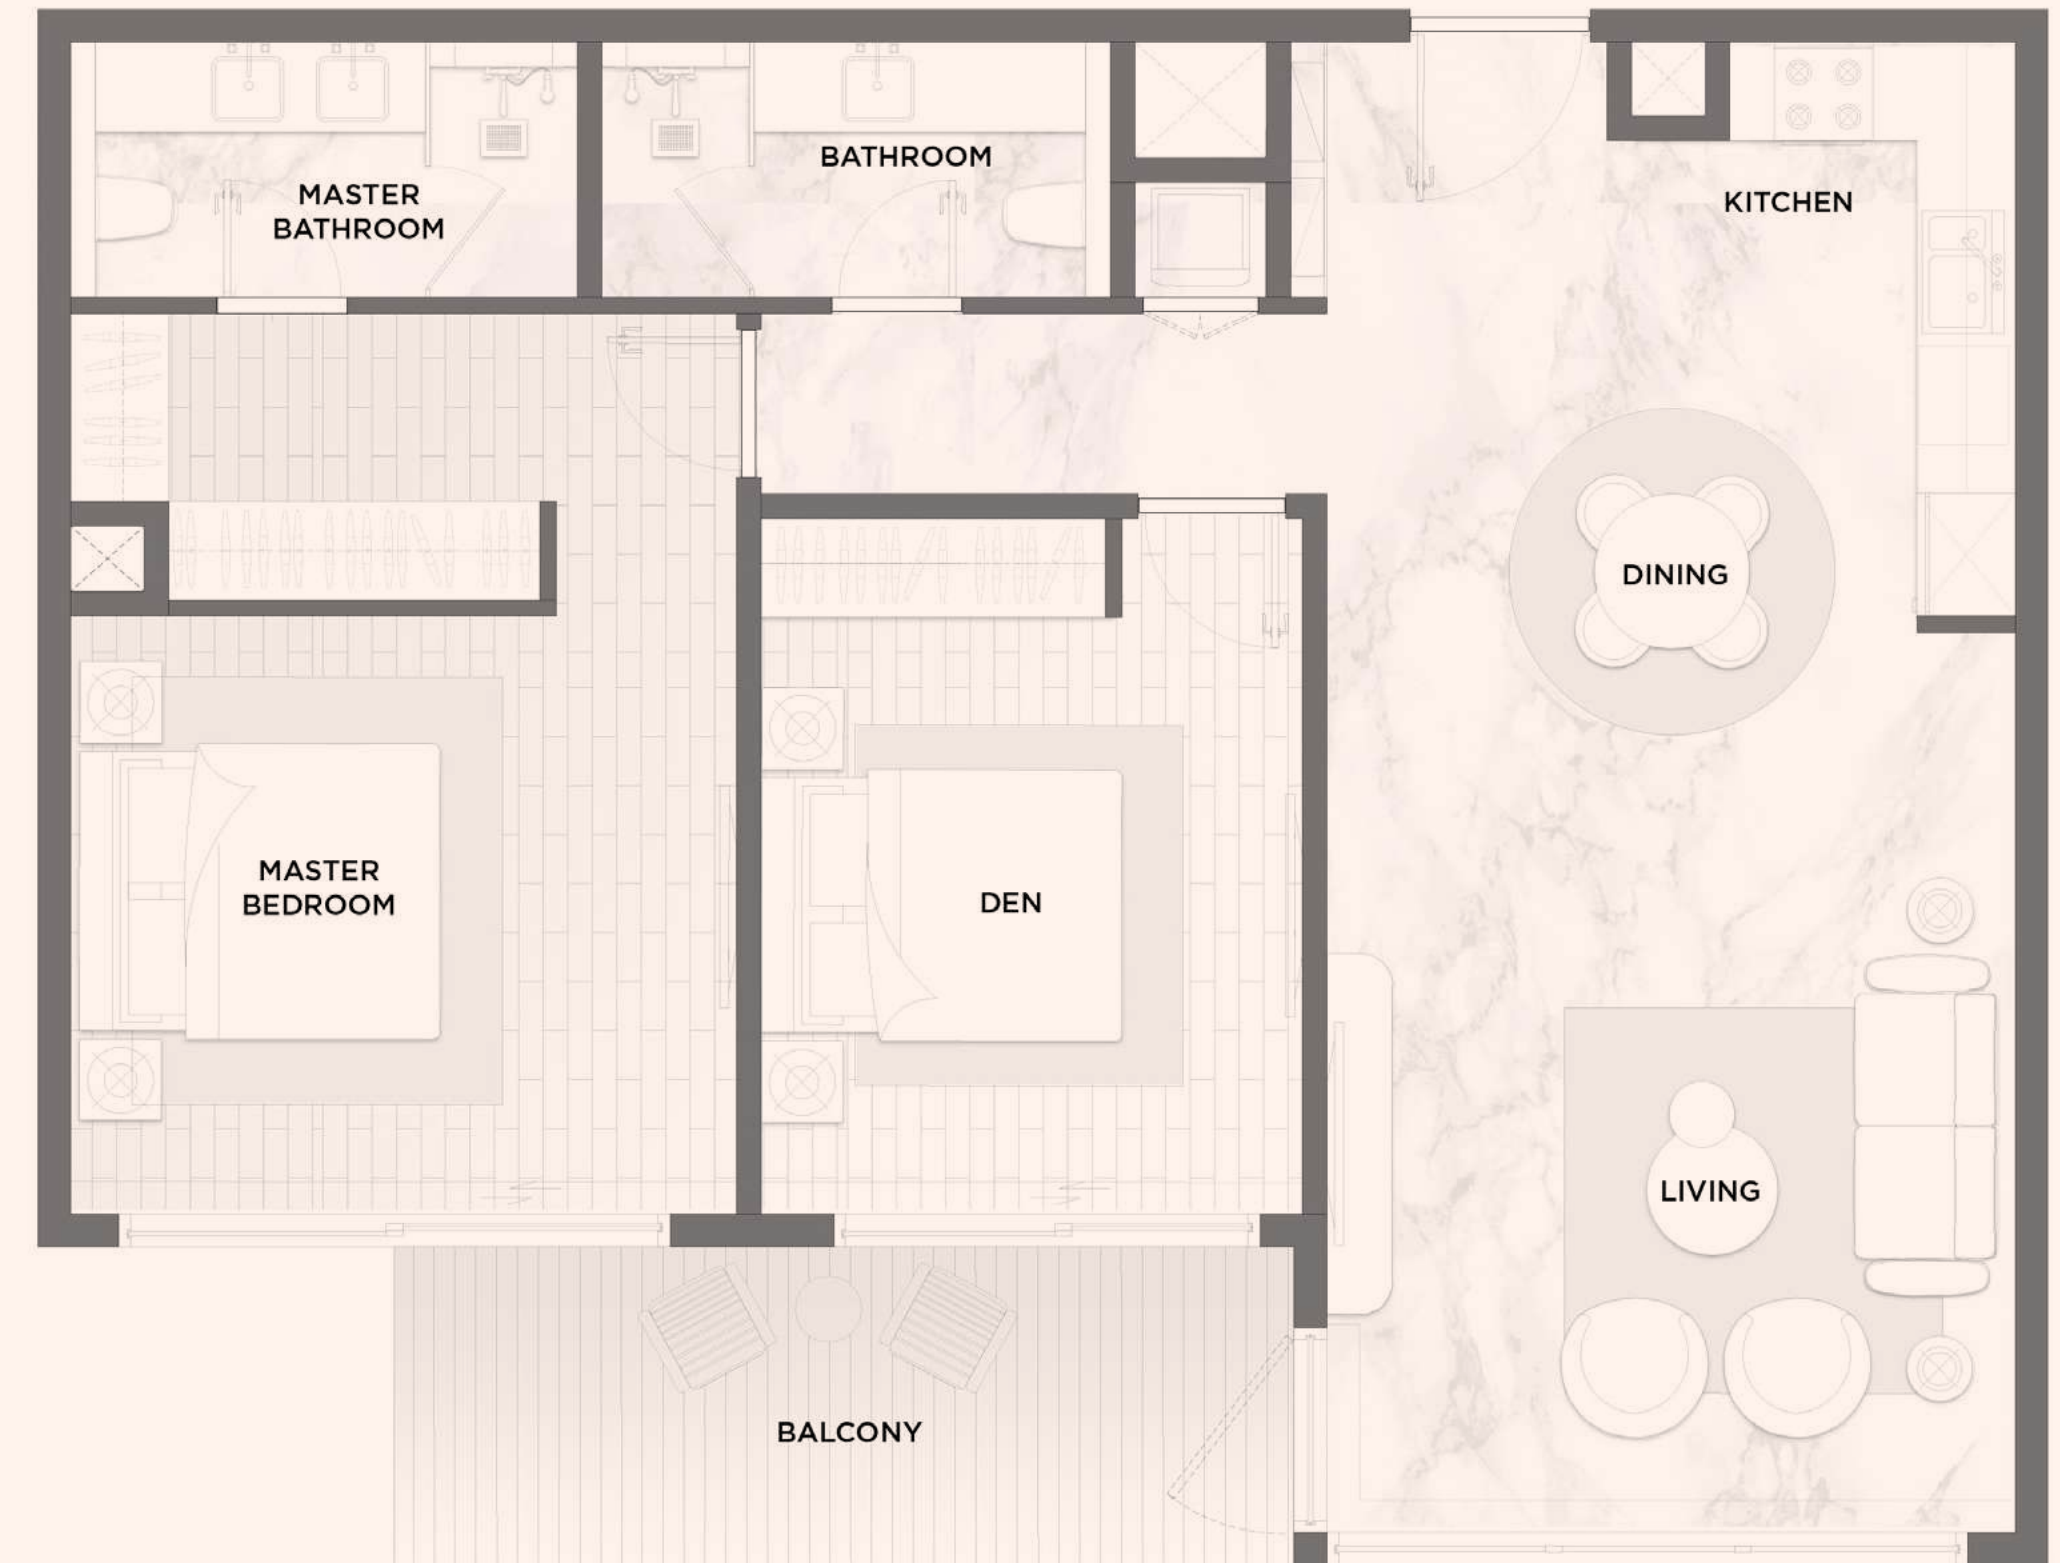 MASTER
BATHROOM
BATHROOM
KITCHEN
DINING
MASTER
BEDROOM
DEN
LIVING
BALCONY